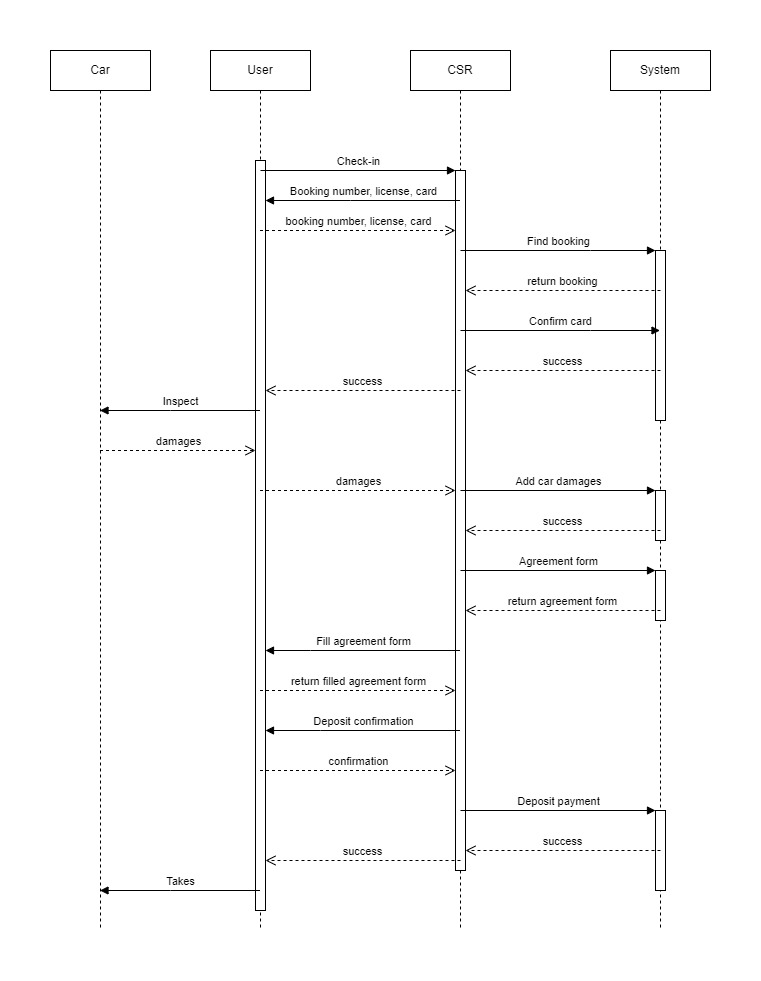 Car
User
CSR
System
Check-in
Booking number, license, card
booking number, license, card
Find booking
return booking
Confirm card
success
success
Inspect
damages
damages
Add car damages
success
Agreement form
return agreement form
Fill agreement form
return filled agreement form
Deposit confirmation
confirmation
Deposit payment
success
success
Takes